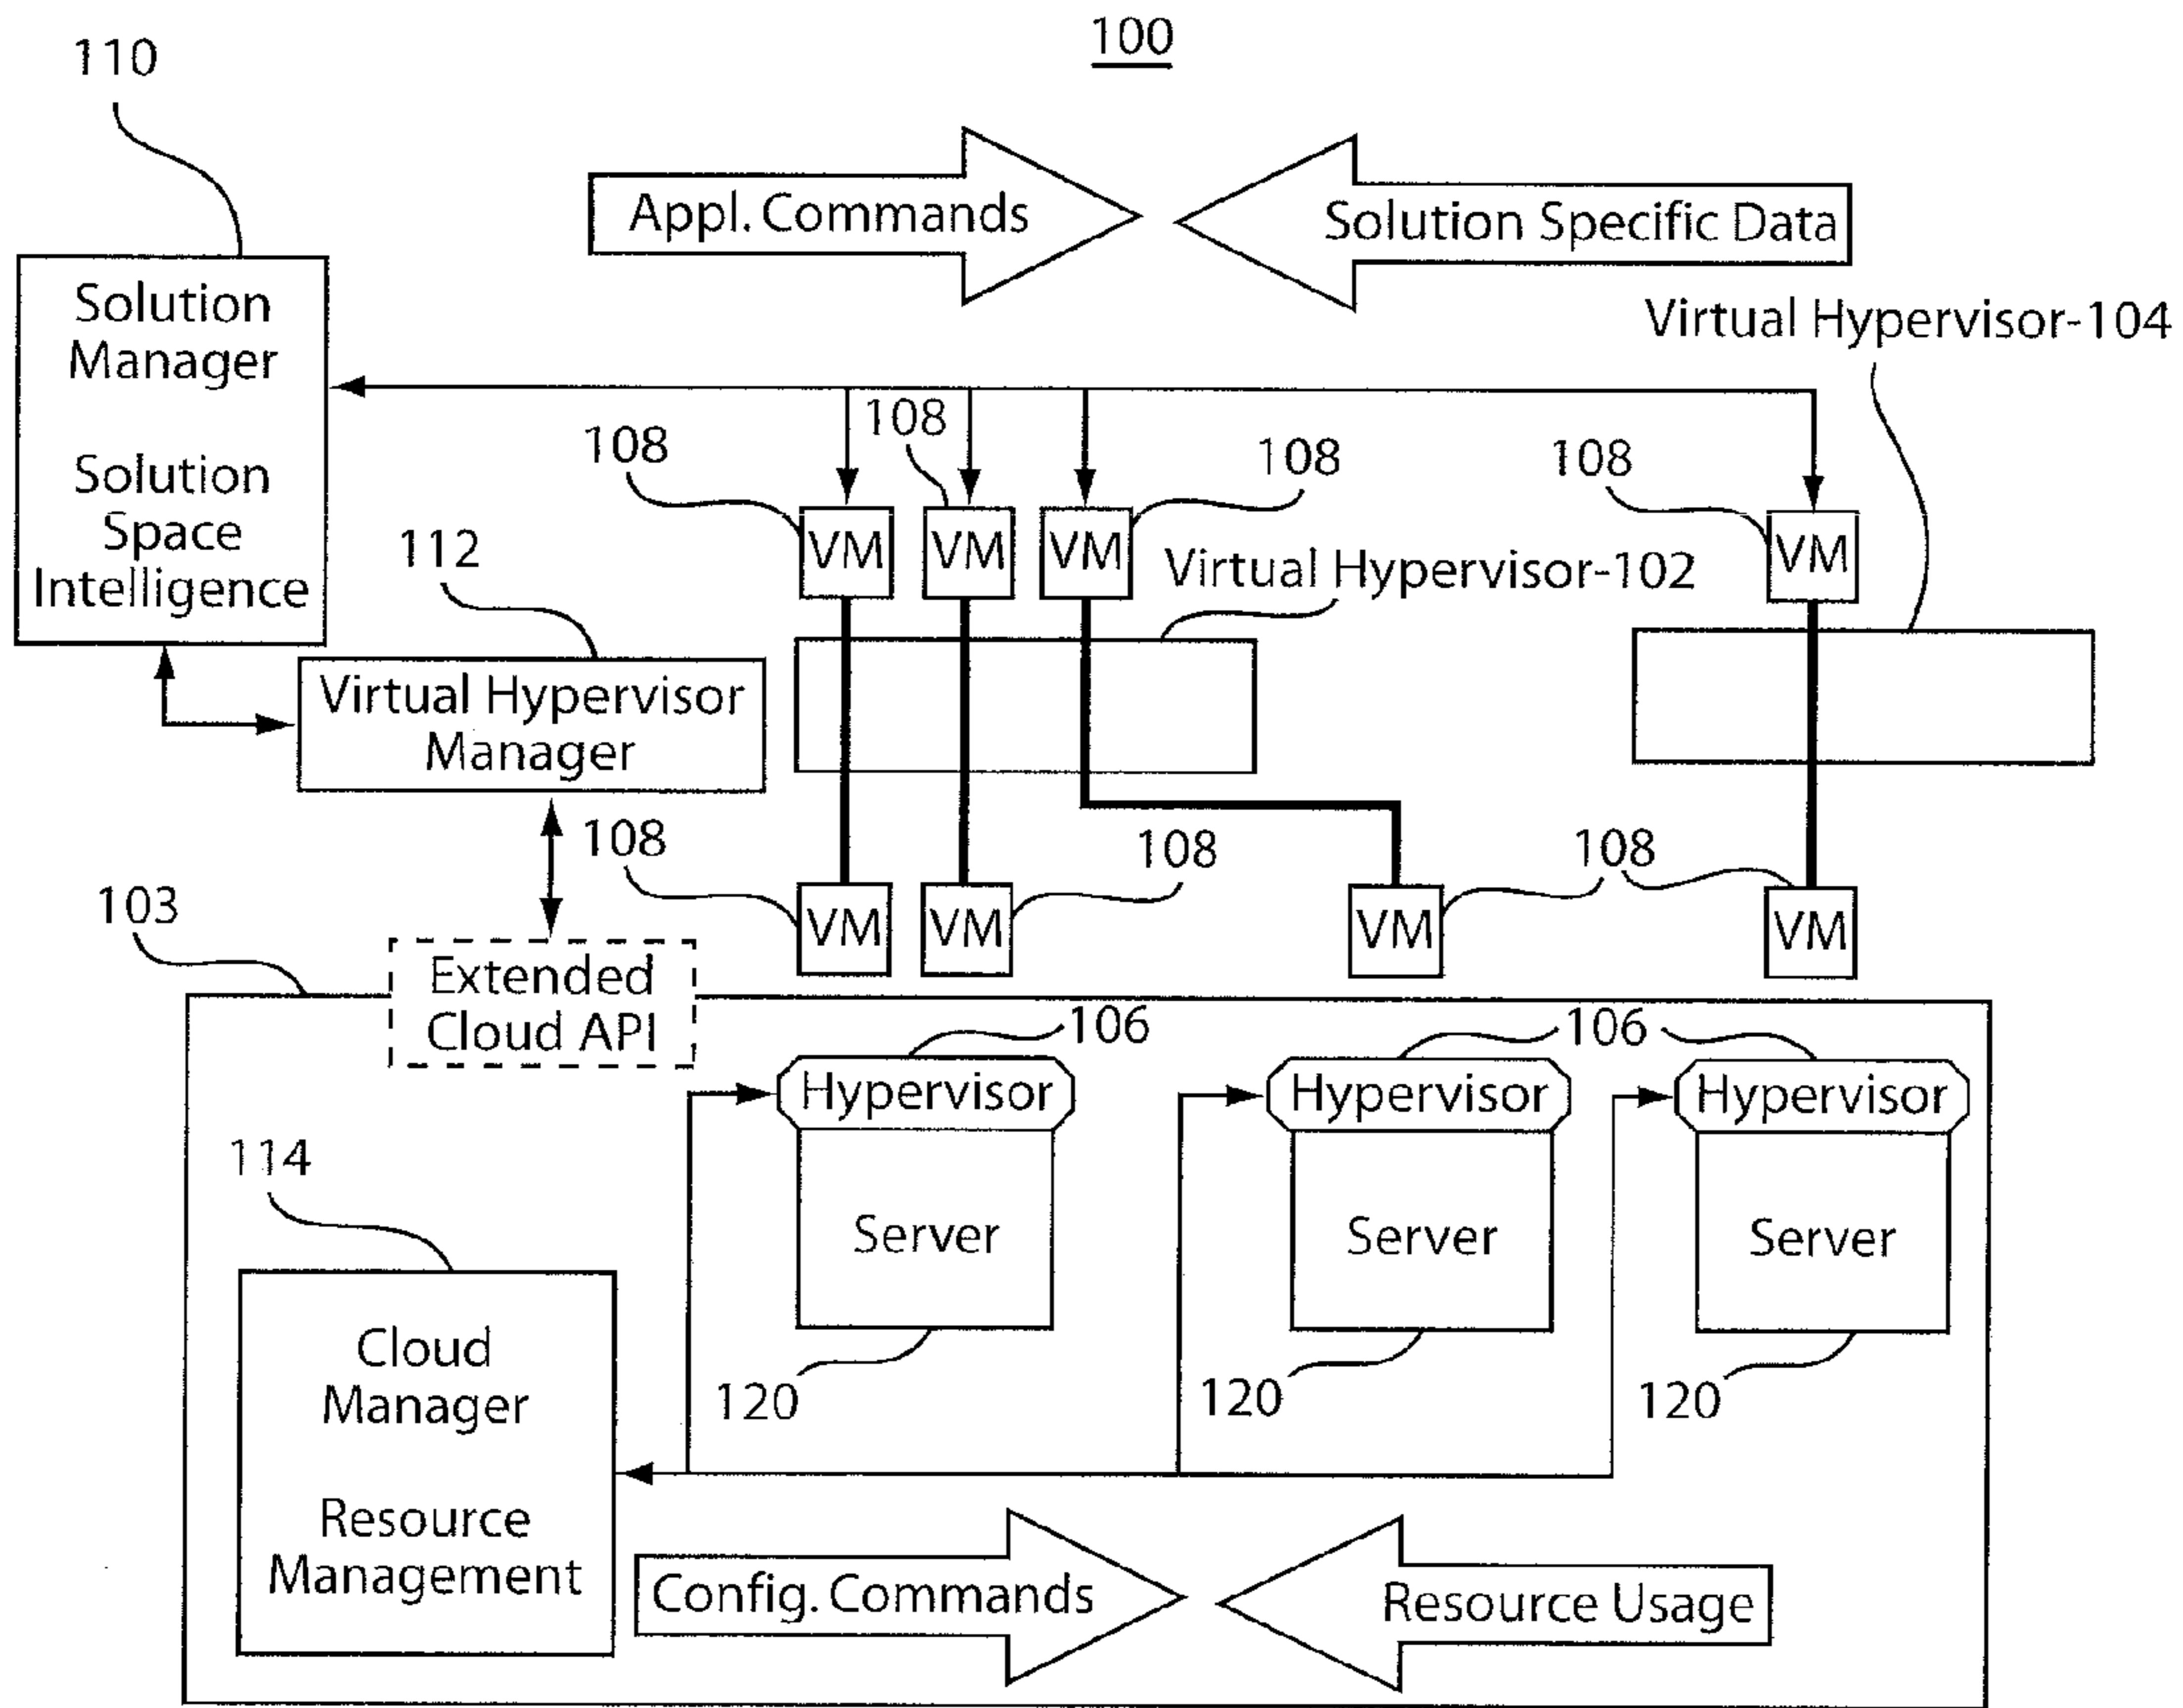 100
110
Appl. Commands
Solution Specific Data
Solution
Manager
Solution
Space
Intelligence
Virtual Hypervisor-104
108
108
108
108
VM
VM
VM
VM
112
Virtual Hypervisor-102
Virtual Hypervisor
Manager
108
108
108
103
VM
VM
VM
VM
Extended
Cloud API
106
106
Hypervisor
Hypervisor
Hypervisor
114
Server
Server
Server
120
120
120
Cloud
Manager
Resource
Management
Config. Commands
Resource Usage